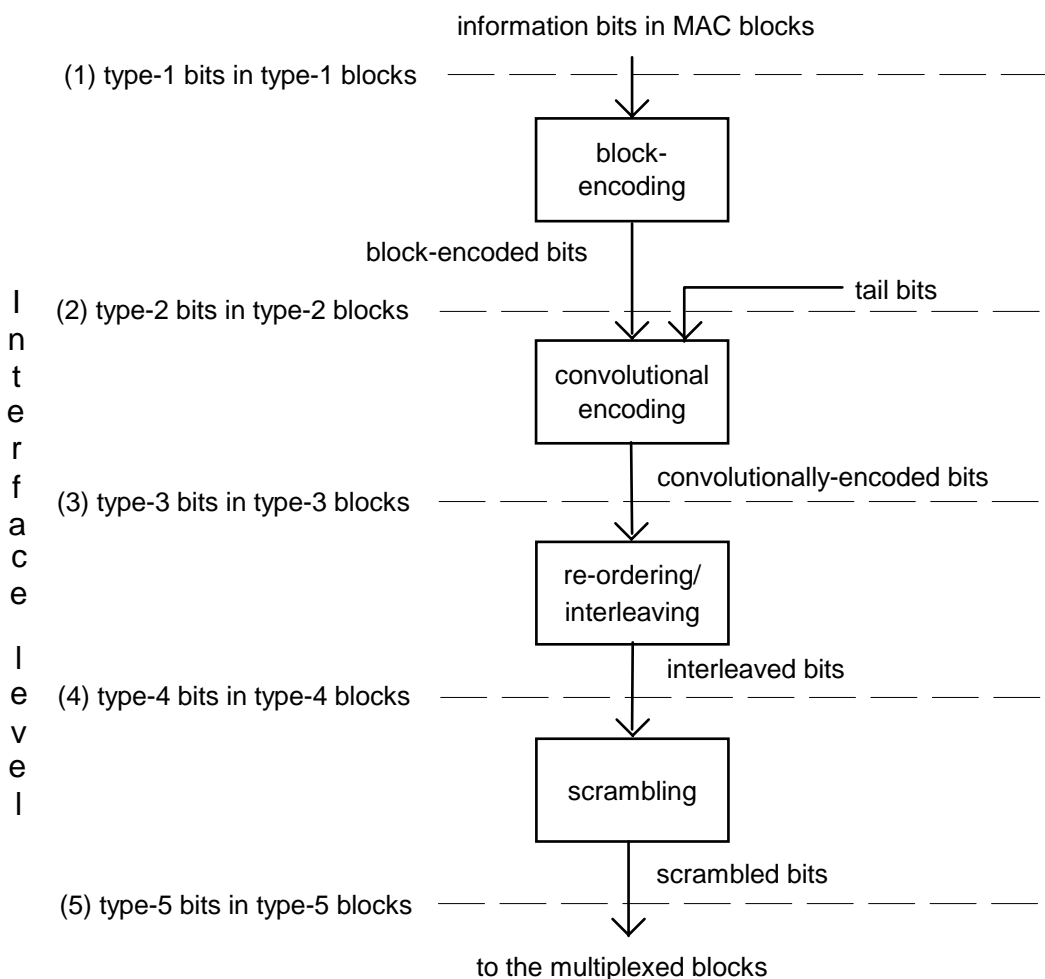 information bits in MAC blocks
(1) type-1 bits in type-1 blocks
block-
encoding
block-encoded bits
tail bits
(2) type-2 bits in type-2 blocks
convolutional
encoding
convolutionally-encoded bits
(3) type-3 bits in type-3 blocks
re-ordering/
interleaving
interleaved bits
(4) type-4 bits in type-4 blocks
scrambling
scrambled bits
(5) type-5 bits in type-5 blocks
to the multiplexed blocks
Interface level